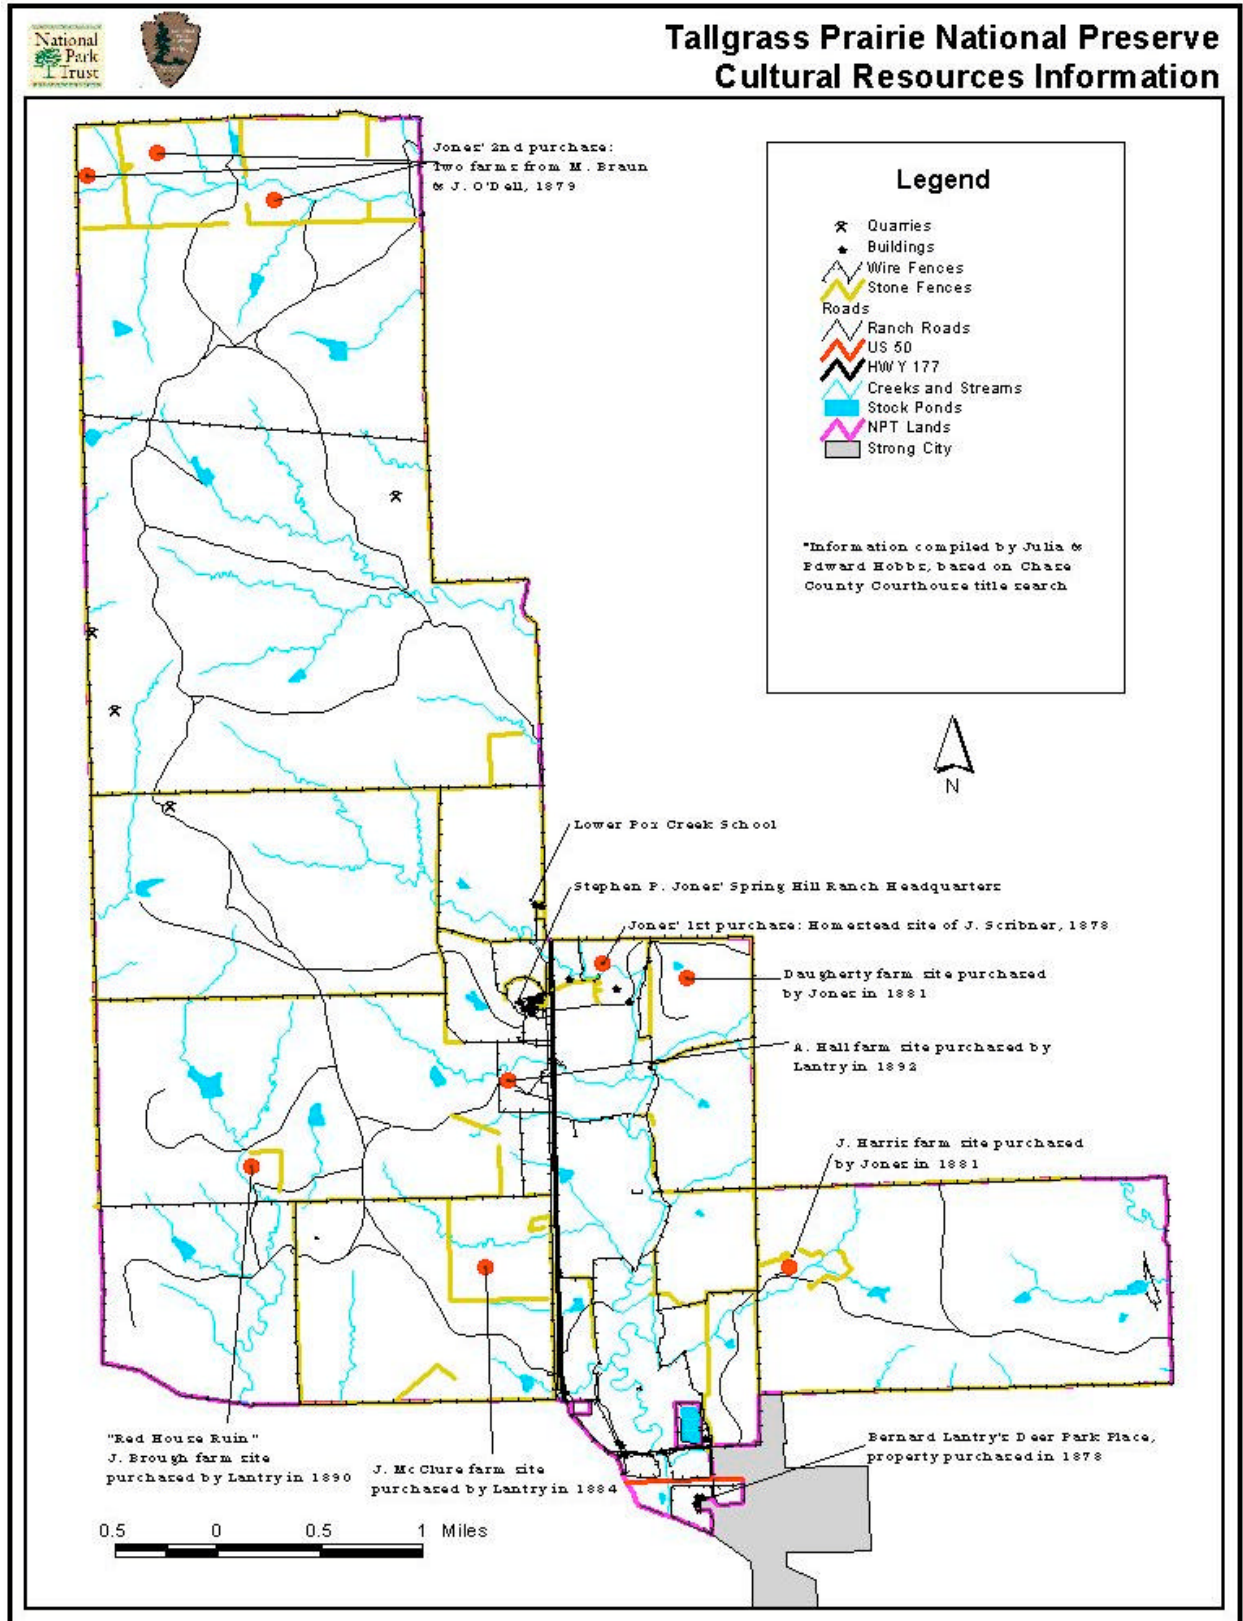 National
Park
Trust
Tallgrass Prairie National Preserve
Cultural Resources Information
Jones' 2nd purchase:
Two farms from M. Braun
& J. O'Dell, 1879
Legend
Quarries
Buildings
Wire Fences
Stone Fences
Roads
Ranch Roads
US 50
HWY 177
Creeks and Streams
Stock Ponds
NPT Lands
Strong City
*Information compiled by Julia &
Edward Hobbs, based on Chase
County Courthouse title search
N
Lower Fox Creek School
Stephen F. Jones' Spring Hill Ranch Headquarters
Jones' 1st purchase: Homestead site of J. Scribner, 1878
Daugherty farm site purchased
by Jones in 1881
A. Hall farm site purchased by
Lantry in 1892
J. Harris farm site purchased
by Jones in 1881
"Red House Ruin"
J. Brough farm site
purchased by Lantry in 1890
J. McClure farm site
purchased by Lantry in 1884
Bernard Lantry's Deer Park Place,
property purchased in 1878
0.5 0 0.5 1 Miles